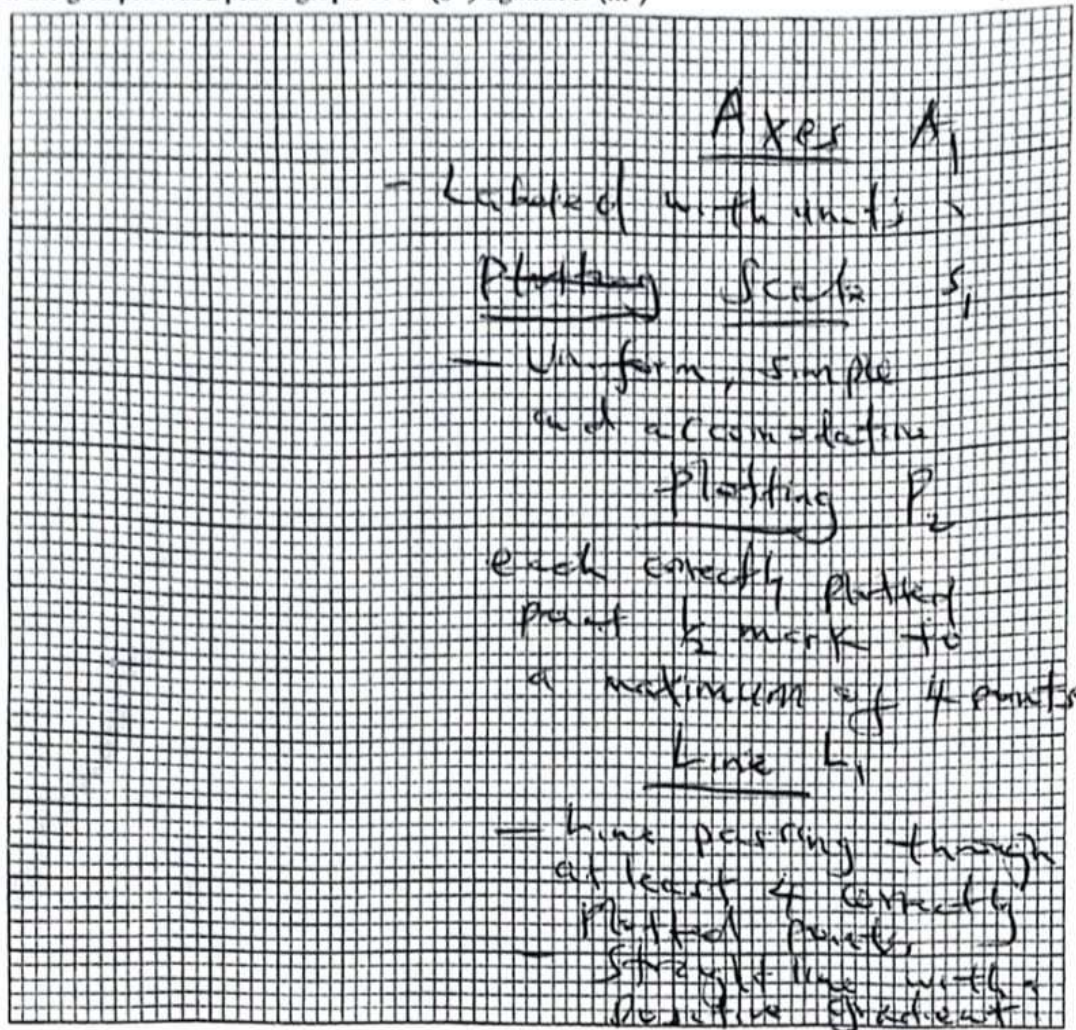 Axes A1
- Labeled with units
Plotting Scale S1
- Uniform, simple
and accomodative
Plotting P2
each correctly plotted
point ½ mark to
a maximum of 4 points
Line L1
- Line passing through
at least 4 correctly
plotted points.
- Straight line with a
positive gradient